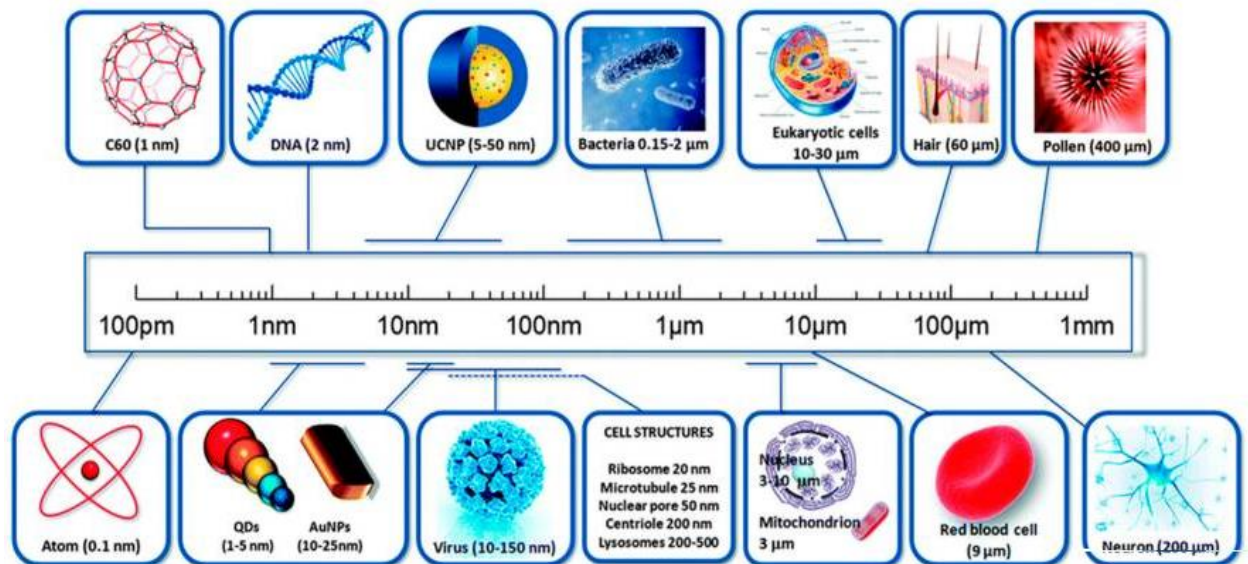 C60 (1 nm)
DNA (2 nm)
UCNP (5-50 nm)
Bacteria 0.15-2 µm
Eukaryotic cells
10-30 µm
Hair (60 µm)
Pollen (400 µm)
100pm 1nm 10nm 100nm 1µm 10µm 100µm 1mm
Atom (0.1 nm)
QDs
(1-5 nm)
AuNPs
(10-25nm)
Virus (10-150 nm)
CELL STRUCTURES
Ribosome 20 nm
Microtubule 25 nm
Nuclear pore 50 nm
Centriole 200 nm
Lysosomes 200-500
Nucleus
3-10 µm
Mitochondrion
3 µm
Red blood cell
(9 µm)
Neuron (200 µm)